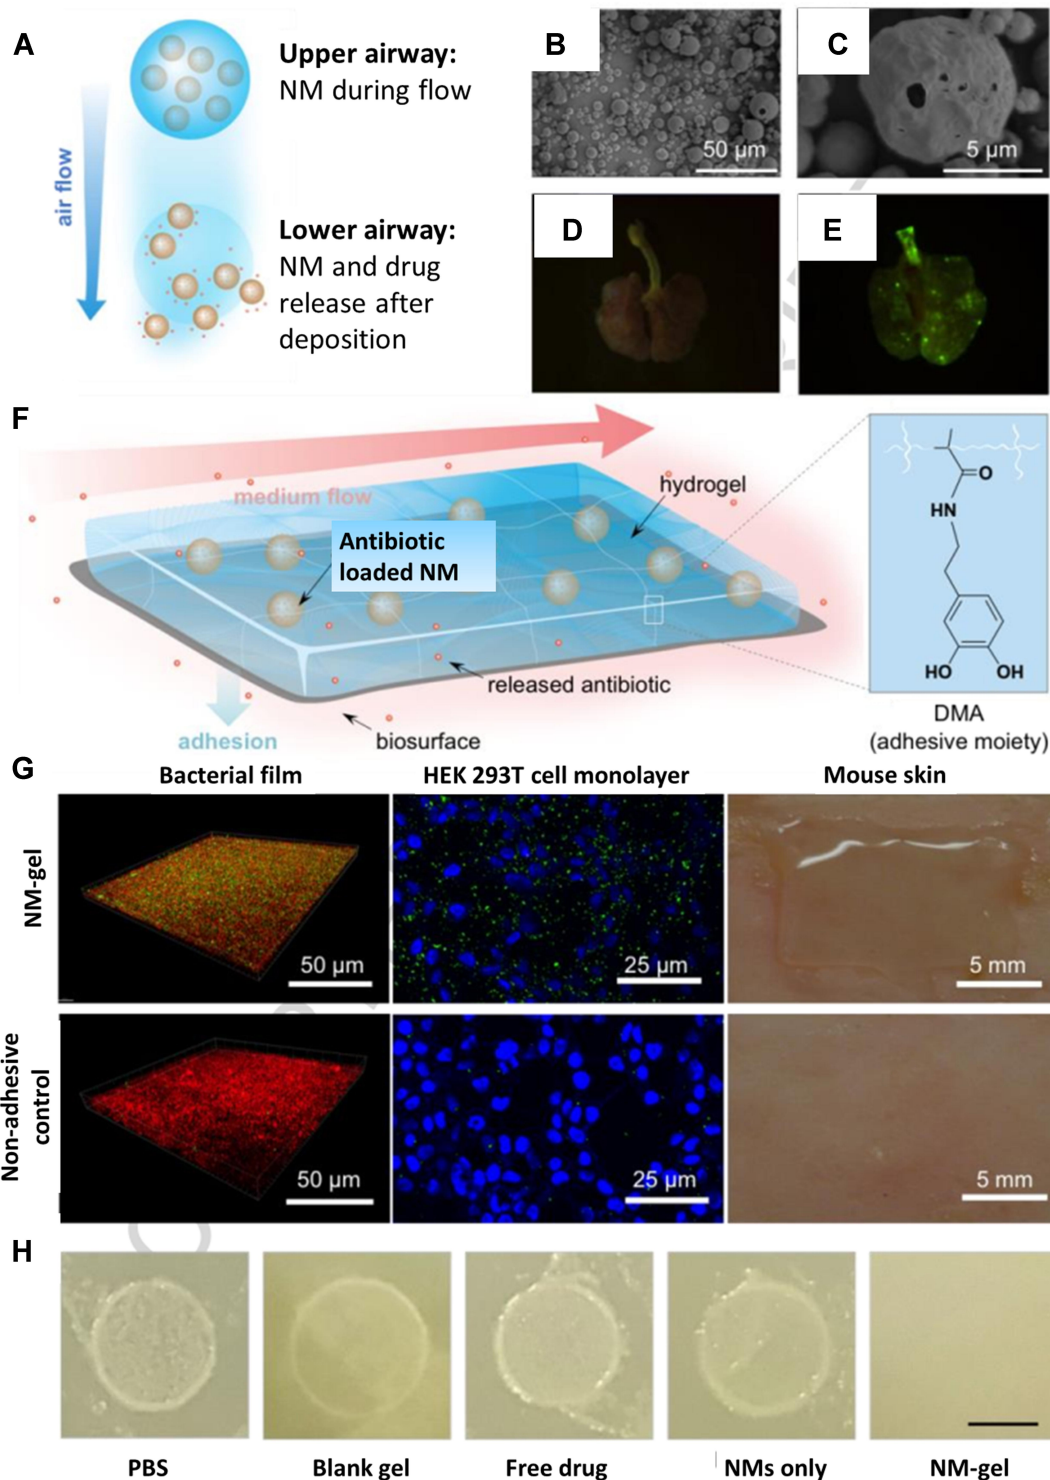 A
Upper airway:
NM during flow
air flow
Lower airway:
NM and drug
release after
deposition
B
50 µm
C
5 µm
D
E
F
medium flow
hydrogel
Antibiotic
loaded NM
released antibiotic
adhesion
biosurface
O
HN
HO
OH
DMA
(adhesive moiety)
G
Bacterial film
HEK 293T cell monolayer
Mouse skin
NM-gel
50 µm
25 µm
5 mm
Non-adhesive
control
50 µm
25 µm
5 mm
H
PBS
Blank gel
Free drug
NMs only
NM-gel